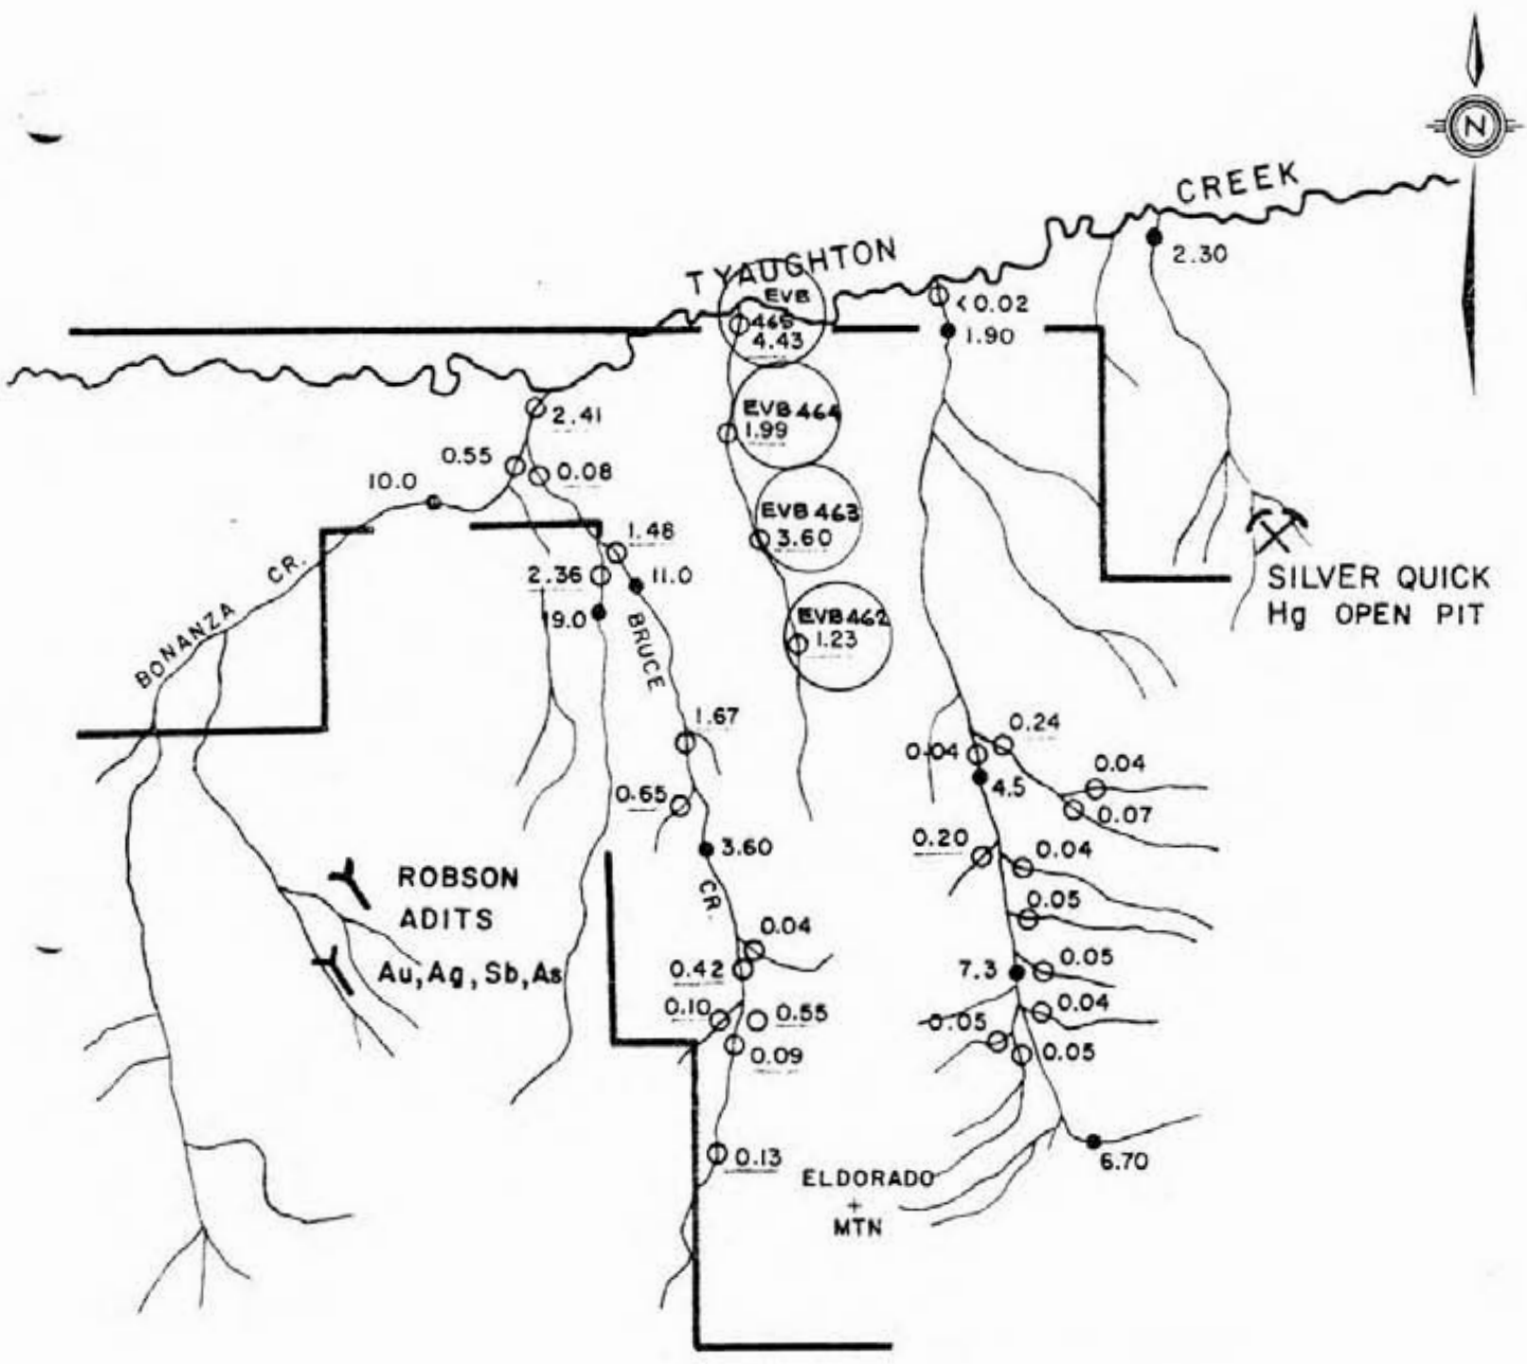 N
CREEK
2.30
TYAUGHTON
EVB
465
4.43
<0.02
1.90
EVB 464
1.99
2.41
0.55
0.08
10.0
EVB 463
3.60
1.48
2.36
11.0
19.0
BONANZA CR.
BRUCE CR.
SILVER QUICK
Hg OPEN PIT
EVB 462
1.23
1.67
0.65
3.60
0.24
0.04
4.5
0.04
0.07
0.20
0.04
0.05
ROBSON
ADITS
Au, Ag, Sb, As
0.04
0.42
0.10
0.55
0.09
7.3
0.05
0.04
0.05
0.05
0.13
6.70
ELDORADO
+
MTN